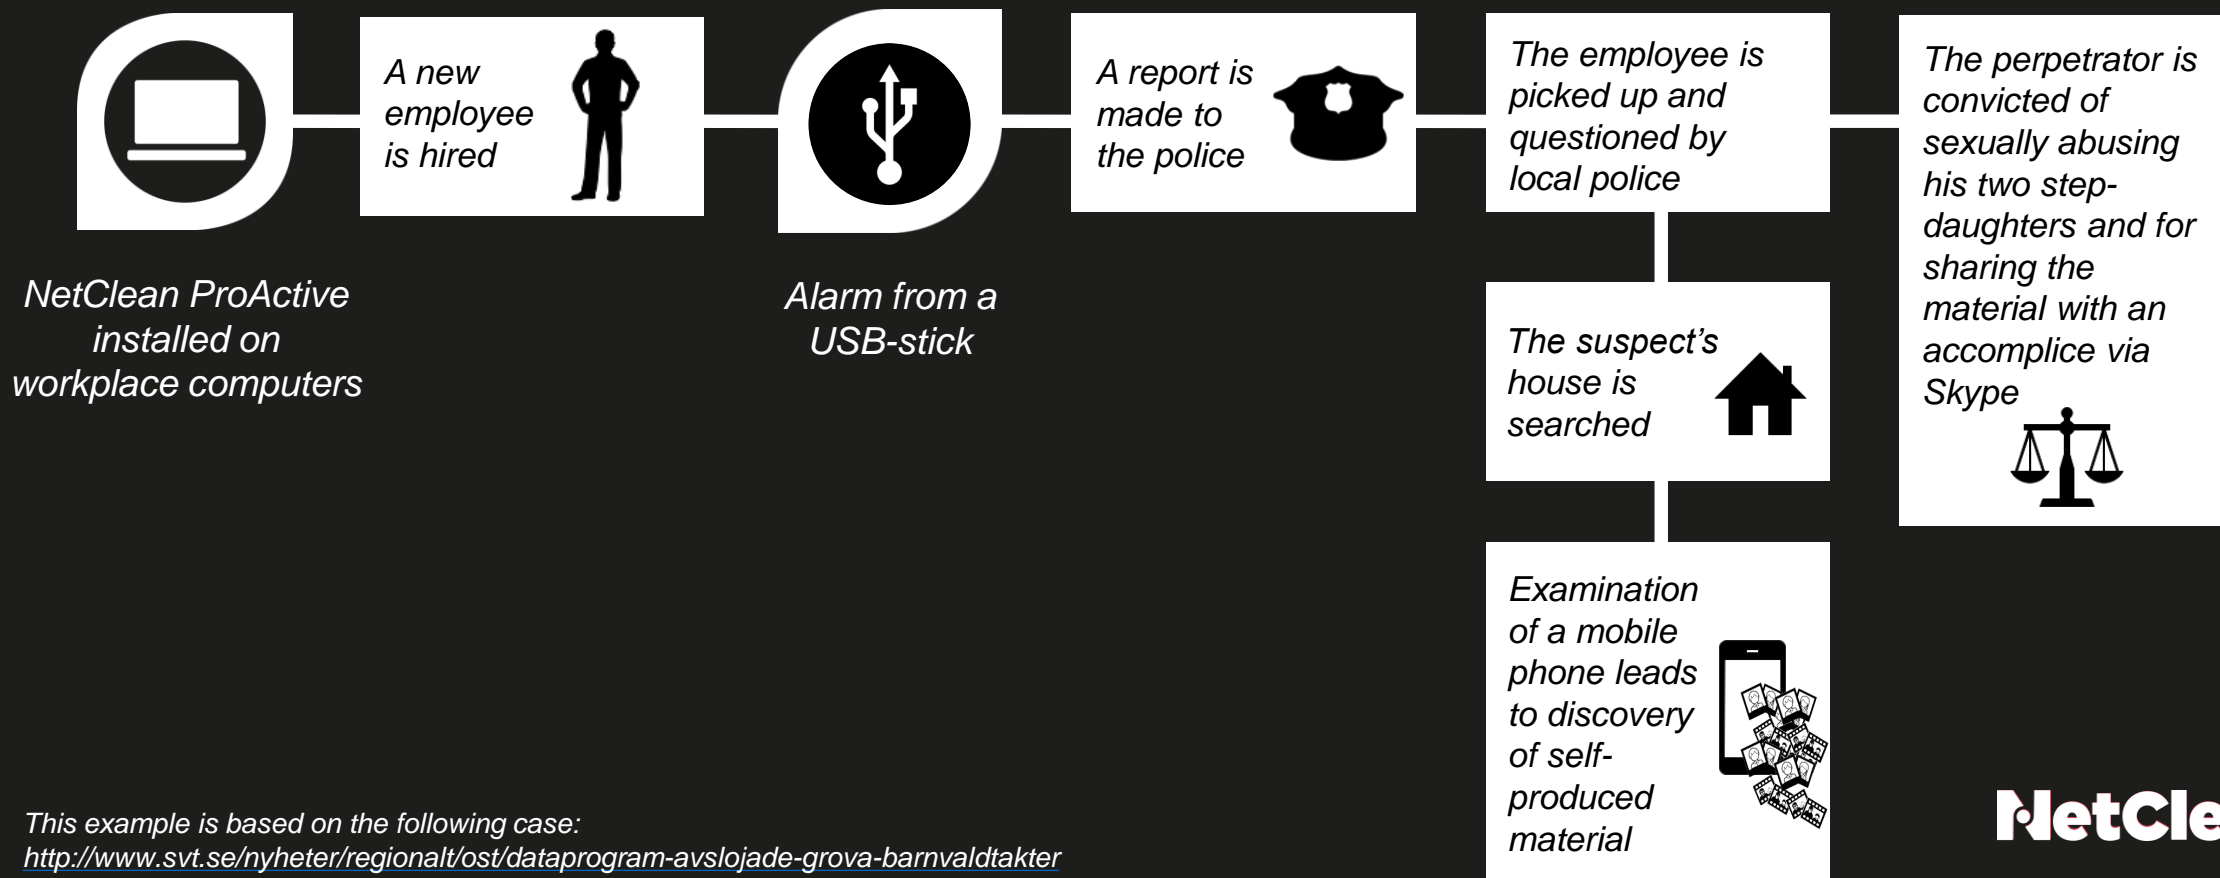 NetClean ProActive
installed on
workplace computers
A new
employee
is hired
Alarm from a
USB-stick
A report is
made to
the police
The employee is
picked up and
questioned by
local police
The suspect's
house is
searched
Examination
of a mobile
phone leads
to discovery
of self-
produced
material
The perpetrator is
convicted of
sexually abusing
his two step-
daughters and for
sharing the
material with an
accomplice via
Skype
This example is based on the following case:
http://www.svt.se/nyheter/regionalt/ost/dataprogram-avslojade-grova-barnvaldtakter
NetCle